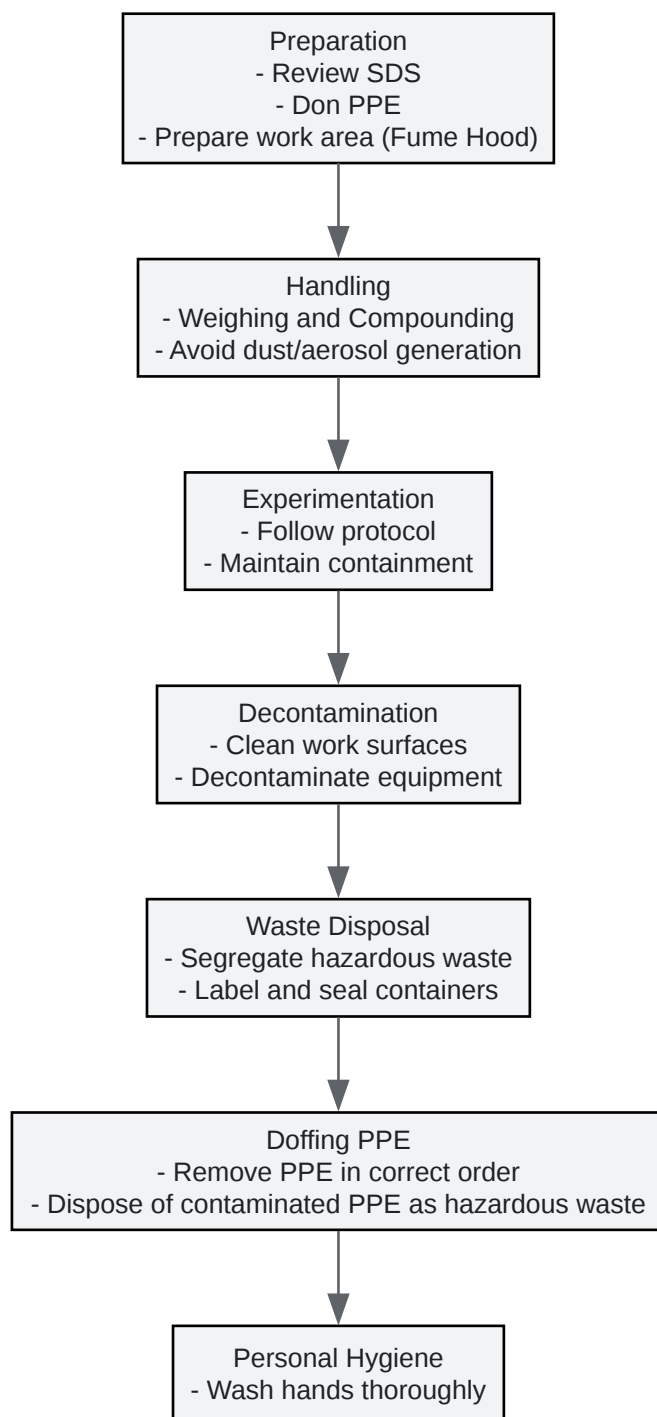 Preparation
- Review SDS
- Don PPE
- Prepare work area (Fume Hood)
Handling
- Weighing and Compounding
- Avoid dust/aerosol generation
Experimentation
- Follow protocol
- Maintain containment
Decontamination
- Clean work surfaces
- Decontaminate equipment
Waste Disposal
- Segregate hazardous waste
- Label and seal containers
Doffing PPE
- Remove PPE in correct order
- Dispose of contaminated PPE as hazardous waste
Personal Hygiene
- Wash hands thoroughly